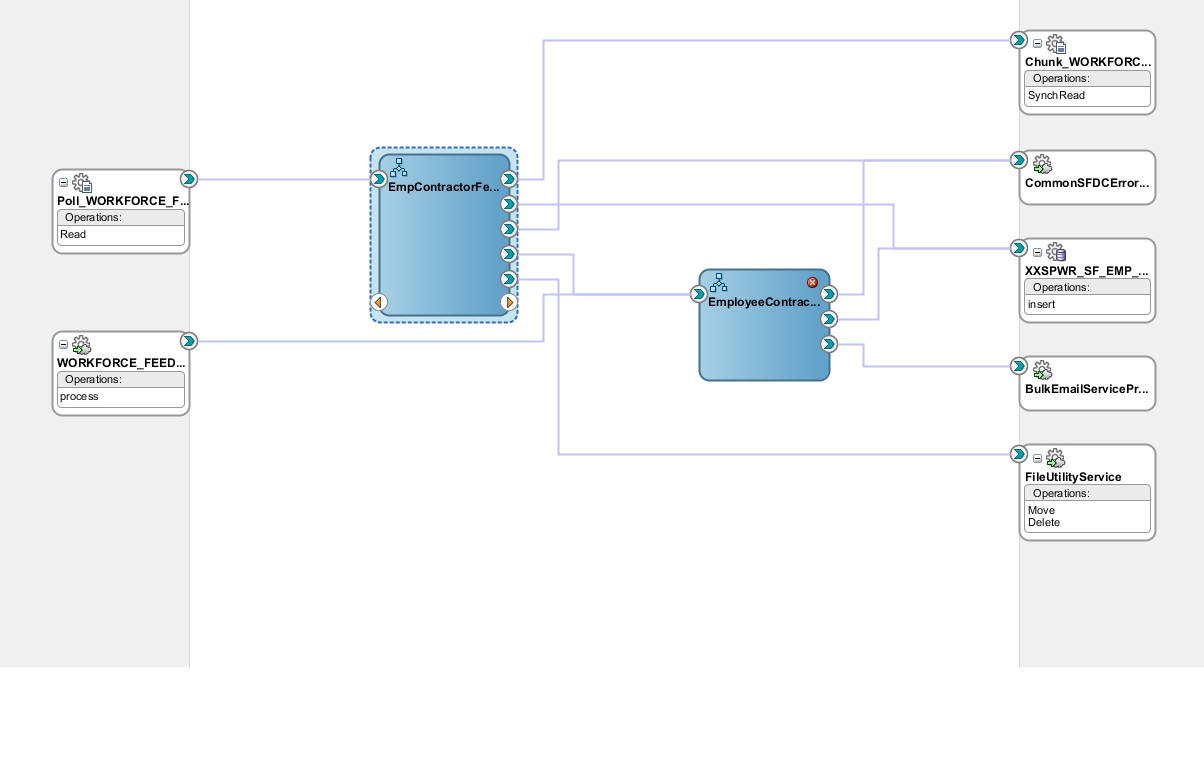 Chunk_WORKFORC...
Operations:
SynchRead
EmpContractorFe...
CommonSFDCError...
Poll_WORKFORCE_F...
Operations:
Read
XXSPWR_SF_EMP_...
Operations:
insert
EmployeeContrac...
WORKFORCE_FEED...
Operations:
process
BulkEmailServicePr...
FileUtilityService
Operations:
Move
Delete